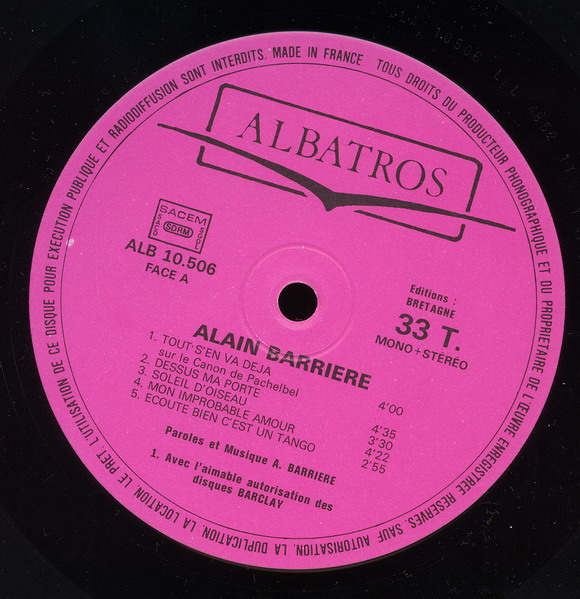 MADE IN FRANCE TOUS DROITS DU PRODUCTEUR PHONOGRAPHIQUE ET DU PROPRIETAIRE DE L'ŒUVRE ENREGISTREE RESERVES. SAUF AUTORISATION, LA DUPLICATION, LA LOCATION, LE PRET, L'UTILISATION DE CE DISQUE POUR EXECUTION PUBLIQUE ET RADIODIFFUSION SONT INTERDITS.
ALBATROS
SACEM
SACD
SDRM
SGDL
ALB 10.506
FACE A
Editions :
BRETAGNE
33 T.
MONO + STÉRÉO
ALAIN BARRIERE
1. TOUT S'EN VA DEJA
sur le Canon de Pachelbel 4'00
2. DESSUS MA PORTE 4'35
3. SOLEIL D'OISEAU 3'30
4. MON IMPROBABLE AMOUR 4'22
5. ECOUTE BIEN C'EST UN TANGO 2'55
Paroles et Musique A. BARRIERE
1. Avec l'aimable autorisation des
disques BARCLAY